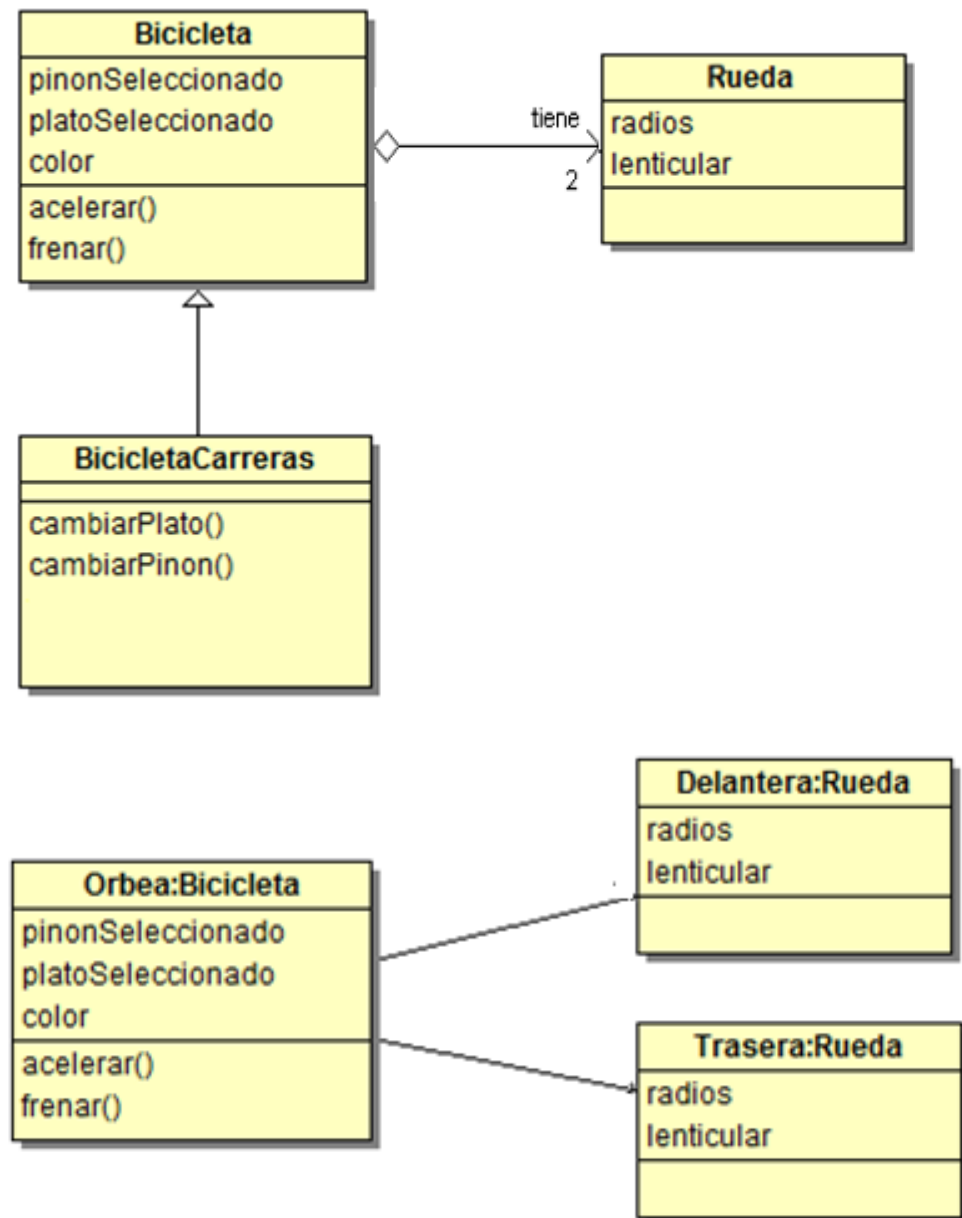 Bicicleta
pinonSeleccionado
platoSeleccionado
color
acelerar()
frenar()
tiene
2
Rueda
radios
lenticular
BicicletaCarreras
cambiarPlato()
cambiarPinon()
Orbea:Bicicleta
pinonSeleccionado
platoSeleccionado
color
acelerar()
frenar()
Delantera:Rueda
radios
lenticular
Trasera:Rueda
radios
lenticular